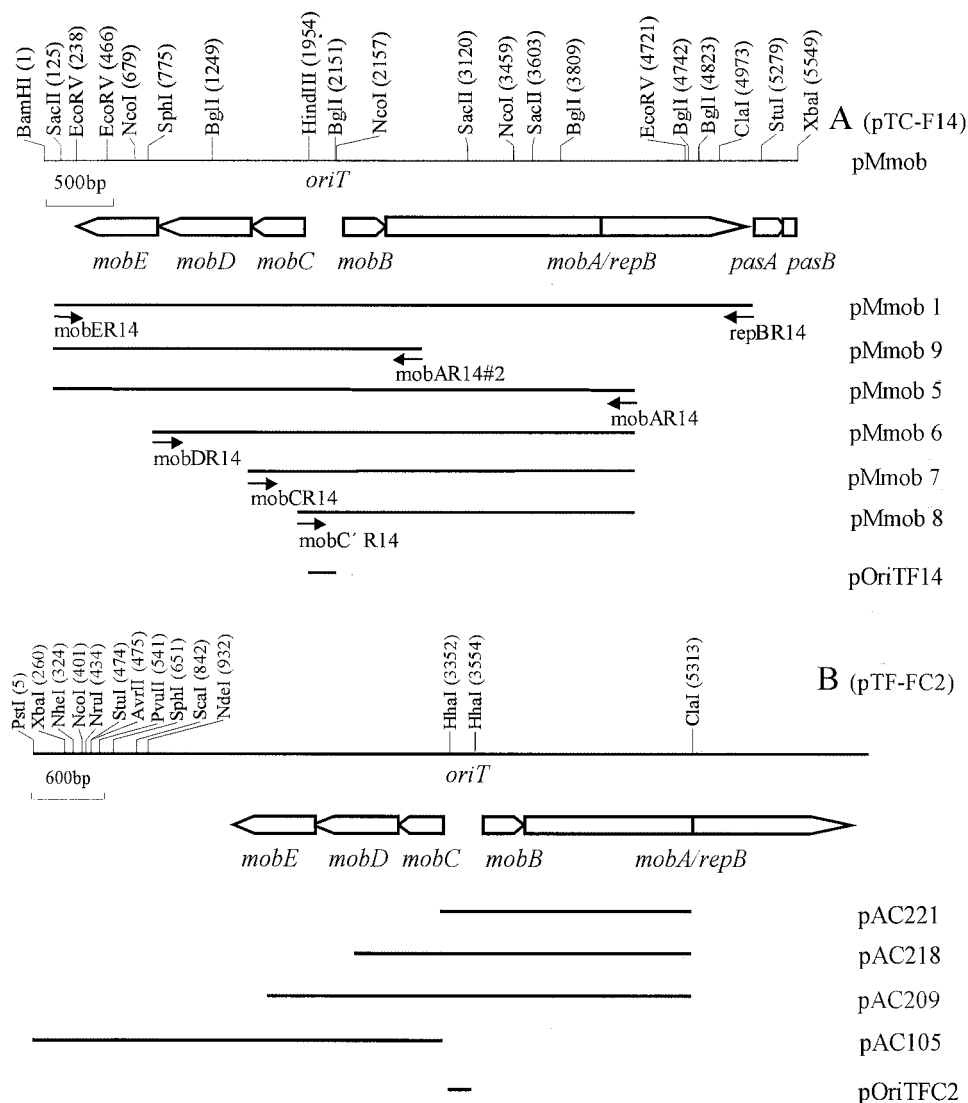 BamHI (1)
SacII (125)
EcoRV (238)
EcoRV (466)
NcoI (679)
SphI (775)
BglI (1249)
HindIII (1954)
BglI (2151)
NcoI (2157)
SacII (3120)
NcoI (3459)
SacII (3603)
BglI (3809)
EcoRV (4721)
BglI (4742)
BglI (4823)
ClaI (4973)
StuI (5279)
XbaI (5549)
A (pTC-F14)
pMmob
500bp
oriT
mobE mobD mobC mobB mobA/repB pasA pasB
pMmob 1
mobER14 repBR14
pMmob 9
mobAR14#2
pMmob 5
mobAR14
pMmob 6
mobDR14
pMmob 7
mobCR14
pMmob 8
mobC´ R14
pOriTF14
PstI (5)
XbaI (260)
NheI (324)
NcoI (401)
NruI (434)
StuI (474)
AvrII (475)
PvuII (541)
SphI (651)
ScaI (842)
NdeI (932)
HhaI (3352)
HhaI (3554)
ClaI (5313)
B (pTF-FC2)
600bp
oriT
mobE mobD mobC mobB mobA/repB
pAC221
pAC218
pAC209
pAC105
pOriTFC2